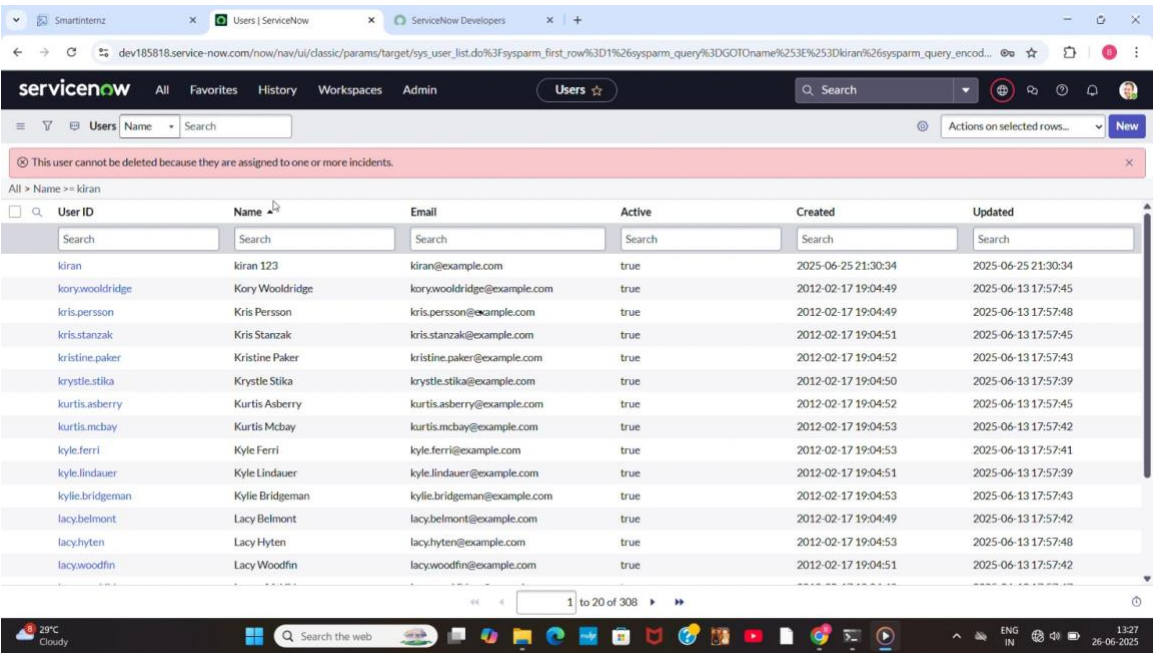 Smartinternz
Users | ServiceNow
ServiceNow Developers
dev185818.service-now.com/now/nav/ui/classic/params/target/sys_user_list.do%3Fsysparm_first_row%3D1%26sysparm_query%3DGOTOname%253E%253Dkiran%26sysparm_query_encod...
B
servicenow All Favorites History Workspaces Admin Users Search
Users Name Search Actions on selected rows... New
This user cannot be deleted because they are assigned to one or more incidents.
All > Name >= kiran
User ID Name Email Active Created Updated
Search Search Search Search Search Search
kiran kiran 123 kiran@example.com true 2025-06-25 21:30:34 2025-06-25 21:30:34
kory.wooldridge Kory Wooldridge kory.wooldridge@example.com true 2012-02-17 19:04:49 2025-06-13 17:57:45
kris.persson Kris Persson kris.persson@example.com true 2012-02-17 19:04:49 2025-06-13 17:57:48
kris.stanzak Kris Stanzak kris.stanzak@example.com true 2012-02-17 19:04:51 2025-06-13 17:57:45
kristine.paker Kristine Paker kristine.paker@example.com true 2012-02-17 19:04:52 2025-06-13 17:57:43
krystle.stika Krystle Stika krystle.stika@example.com true 2012-02-17 19:04:50 2025-06-13 17:57:39
kurtis.asberry Kurtis Asberry kurtis.asberry@example.com true 2012-02-17 19:04:52 2025-06-13 17:57:45
kurtis.mcbay Kurtis Mcbay kurtis.mcbay@example.com true 2012-02-17 19:04:53 2025-06-13 17:57:42
kyle.ferri Kyle Ferri kyle.ferri@example.com true 2012-02-17 19:04:53 2025-06-13 17:57:41
kyle.lindauer Kyle Lindauer kyle.lindauer@example.com true 2012-02-17 19:04:51 2025-06-13 17:57:39
kylie.bridgeman Kylie Bridgeman kylie.bridgeman@example.com true 2012-02-17 19:04:53 2025-06-13 17:57:43
lacy.belmont Lacy Belmont lacy.belmont@example.com true 2012-02-17 19:04:49 2025-06-13 17:57:42
lacy.hyten Lacy Hyten lacy.hyten@example.com true 2012-02-17 19:04:53 2025-06-13 17:57:48
lacy.woodfin Lacy Woodfin lacy.woodfin@example.com true 2012-02-17 19:04:51 2025-06-13 17:57:42
1 to 20 of 308
8
29°C
Cloudy
Search the web
ENG
IN
13:27
26-06-2025